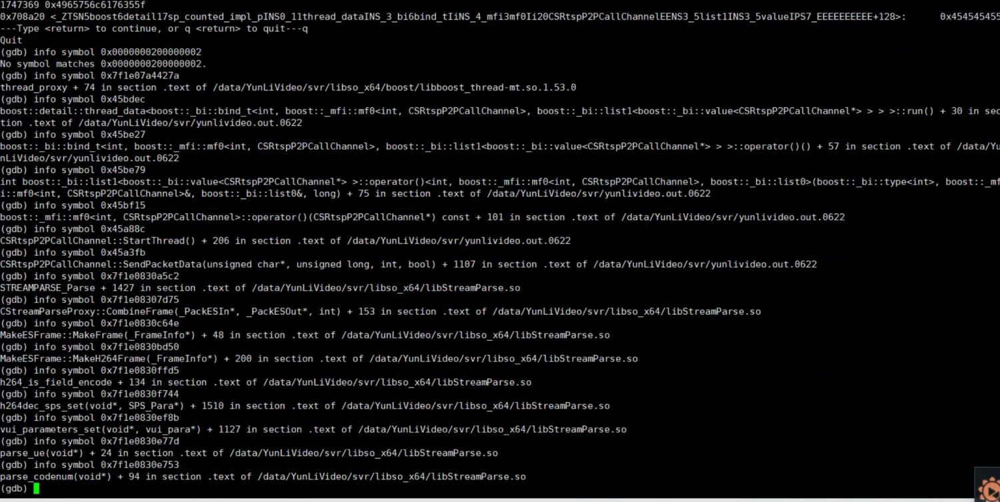 1747369 0x4965756c6176355f
0x708a20 <_ZTSN5boost6detail17sp_counted_impl_pINS0_11thread_dataINS_3_bi6bind_tIiNS_4_mfi3mf0Ii20CSRtspP2PCallChannelEENS3_5list1INS3_5valueIPS7_EEEEEEEEEE+128>:      0x454545455
---Type <return> to continue, or q <return> to quit---q
Quit
(gdb) info symbol 0x0000000200000002
No symbol matches 0x0000000200000002.
(gdb) info symbol 0x7f1e07a4427a
thread_proxy + 74 in section .text of /data/YunLiVideo/svr/libso_x64/boost/libboost_thread-mt.so.1.53.0
(gdb) info symbol 0x45bdec
boost::detail::thread_data<boost::_bi::bind_t<int, boost::_mfi::mf0<int, CSRtspP2PCallChannel>, boost::_bi::list1<boost::_bi::value<CSRtspP2PCallChannel*> > > >::run() + 30 in sec
tion .text of /data/YunLiVideo/svr/yunlivideo.out.0622
(gdb) info symbol 0x45be27
boost::_bi::bind_t<int, boost::_mfi::mf0<int, CSRtspP2PCallChannel>, boost::_bi::list1<boost::_bi::value<CSRtspP2PCallChannel*> > >::operator()() + 57 in section .text of /data/Yu
nLiVideo/svr/yunlivideo.out.0622
(gdb) info symbol 0x45be79
int boost::_bi::list1<boost::_bi::value<CSRtspP2PCallChannel*> >::operator()<int, boost::_mfi::mf0<int, CSRtspP2PCallChannel>, boost::_bi::list0>(boost::_bi::type<int>, boost::_mf
i::mf0<int, CSRtspP2PCallChannel>&, boost::_bi::list0&, long) + 75 in section .text of /data/YunLiVideo/svr/yunlivideo.out.0622
(gdb) info symbol 0x45bf15
boost::_mfi::mf0<int, CSRtspP2PCallChannel>::operator()(CSRtspP2PCallChannel*) const + 101 in section .text of /data/YunLiVideo/svr/yunlivideo.out.0622
(gdb) info symbol 0x45a88c
CSRtspP2PCallChannel::StartThread() + 206 in section .text of /data/YunLiVideo/svr/yunlivideo.out.0622
(gdb) info symbol 0x45a3fb
CSRtspP2PCallChannel::SendPacketData(unsigned char*, unsigned long, int, bool) + 1107 in section .text of /data/YunLiVideo/svr/yunlivideo.out.0622
(gdb) info symbol 0x7f1e0830a5c2
STREAMPARSE_Parse + 1427 in section .text of /data/YunLiVideo/svr/libso_x64/libStreamParse.so
(gdb) info symbol 0x7f1e08307d75
CStreamParseProxy::CombineFrame(_PackESIn*, _PackESOut*, int) + 153 in section .text of /data/YunLiVideo/svr/libso_x64/libStreamParse.so
(gdb) info symbol 0x7f1e0830c64e
MakeESFrame::MakeFrame(_FrameInfo*) + 48 in section .text of /data/YunLiVideo/svr/libso_x64/libStreamParse.so
(gdb) info symbol 0x7f1e0830bd50
MakeESFrame::MakeH264Frame(_FrameInfo*) + 200 in section .text of /data/YunLiVideo/svr/libso_x64/libStreamParse.so
(gdb) info symbol 0x7f1e0830ffd5
h264_is_field_encode + 134 in section .text of /data/YunLiVideo/svr/libso_x64/libStreamParse.so
(gdb) info symbol 0x7f1e0830f744
h264dec_sps_set(void*, SPS_Para*) + 1510 in section .text of /data/YunLiVideo/svr/libso_x64/libStreamParse.so
(gdb) info symbol 0x7f1e0830ef8b
vui_parameters_set(void*, vui_para*) + 1127 in section .text of /data/YunLiVideo/svr/libso_x64/libStreamParse.so
(gdb) info symbol 0x7f1e0830e77d
parse_ue(void*) + 24 in section .text of /data/YunLiVideo/svr/libso_x64/libStreamParse.so
(gdb) info symbol 0x7f1e0830e753
parse_codenum(void*) + 94 in section .text of /data/YunLiVideo/svr/libso_x64/libStreamParse.so
(gdb)